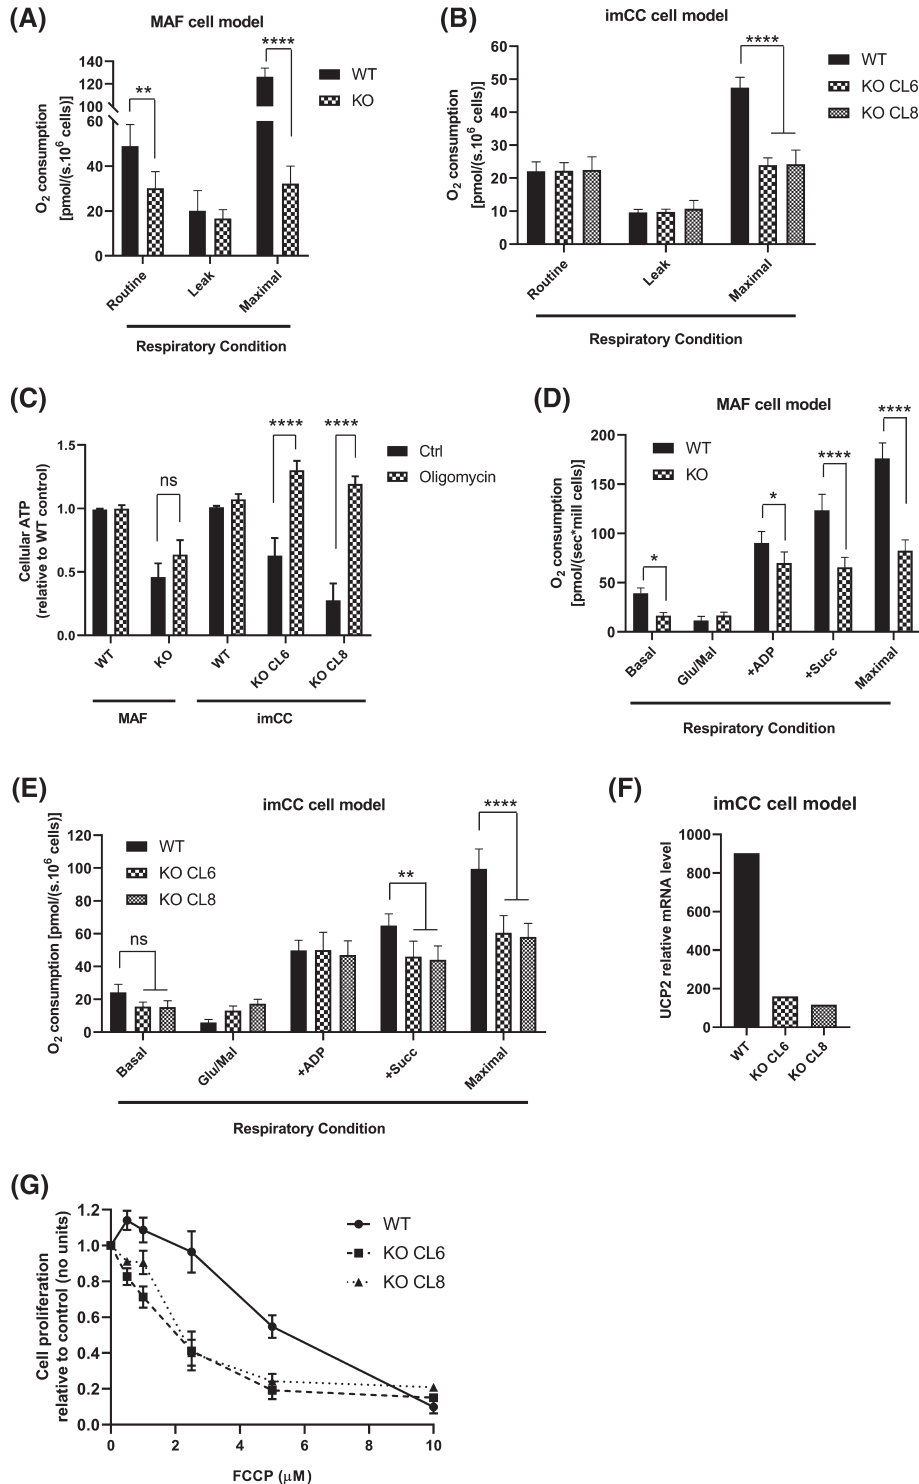 (A)
MAF cell model
O2 consumption
[pmol/(s.10^6 cells)]
140
120
100
60
40
20
0
**
****
WT
KO
Routine
Leak
Maximal
Respiratory Condition
(B)
imCC cell model
O2 consumption
[pmol/(s.10^6 cells)]
60
50
40
30
20
10
0
****
WT
KO CL6
KO CL8
Routine
Leak
Maximal
Respiratory Condition
(C)
Cellular ATP
(relative to WT control)
1.5
1.0
0.5
0.0
ns
****
****
Ctrl
Oligomycin
WT
KO
WT
KO CL6
KO CL8
MAF
imCC
(D)
MAF cell model
O2 consumption
[pmol/(sec*mill cells)]
200
150
100
50
0
WT
KO
*
*
****
****
Basal
Glu/Mal
+ADP
+Succ
Maximal
Respiratory Condition
(E)
imCC cell model
O2 consumption [pmol/(s.10^6 cells)]
120
100
80
60
40
20
0
WT
KO CL6
KO CL8
ns
**
****
Basal
Glu/Mal
+ADP
+Succ
Maximal
Respiratory Condition
(F)
imCC cell model
UCP2 relative mRNA level
1000
800
600
400
200
0
WT
KO CL6
KO CL8
(G)
Cell proliferation
relative to control (no units)
1.2
1.0
0.8
0.6
0.4
0.2
0.0
WT
KO CL6
KO CL8
0
2
4
6
8
10
FCCP (μM)